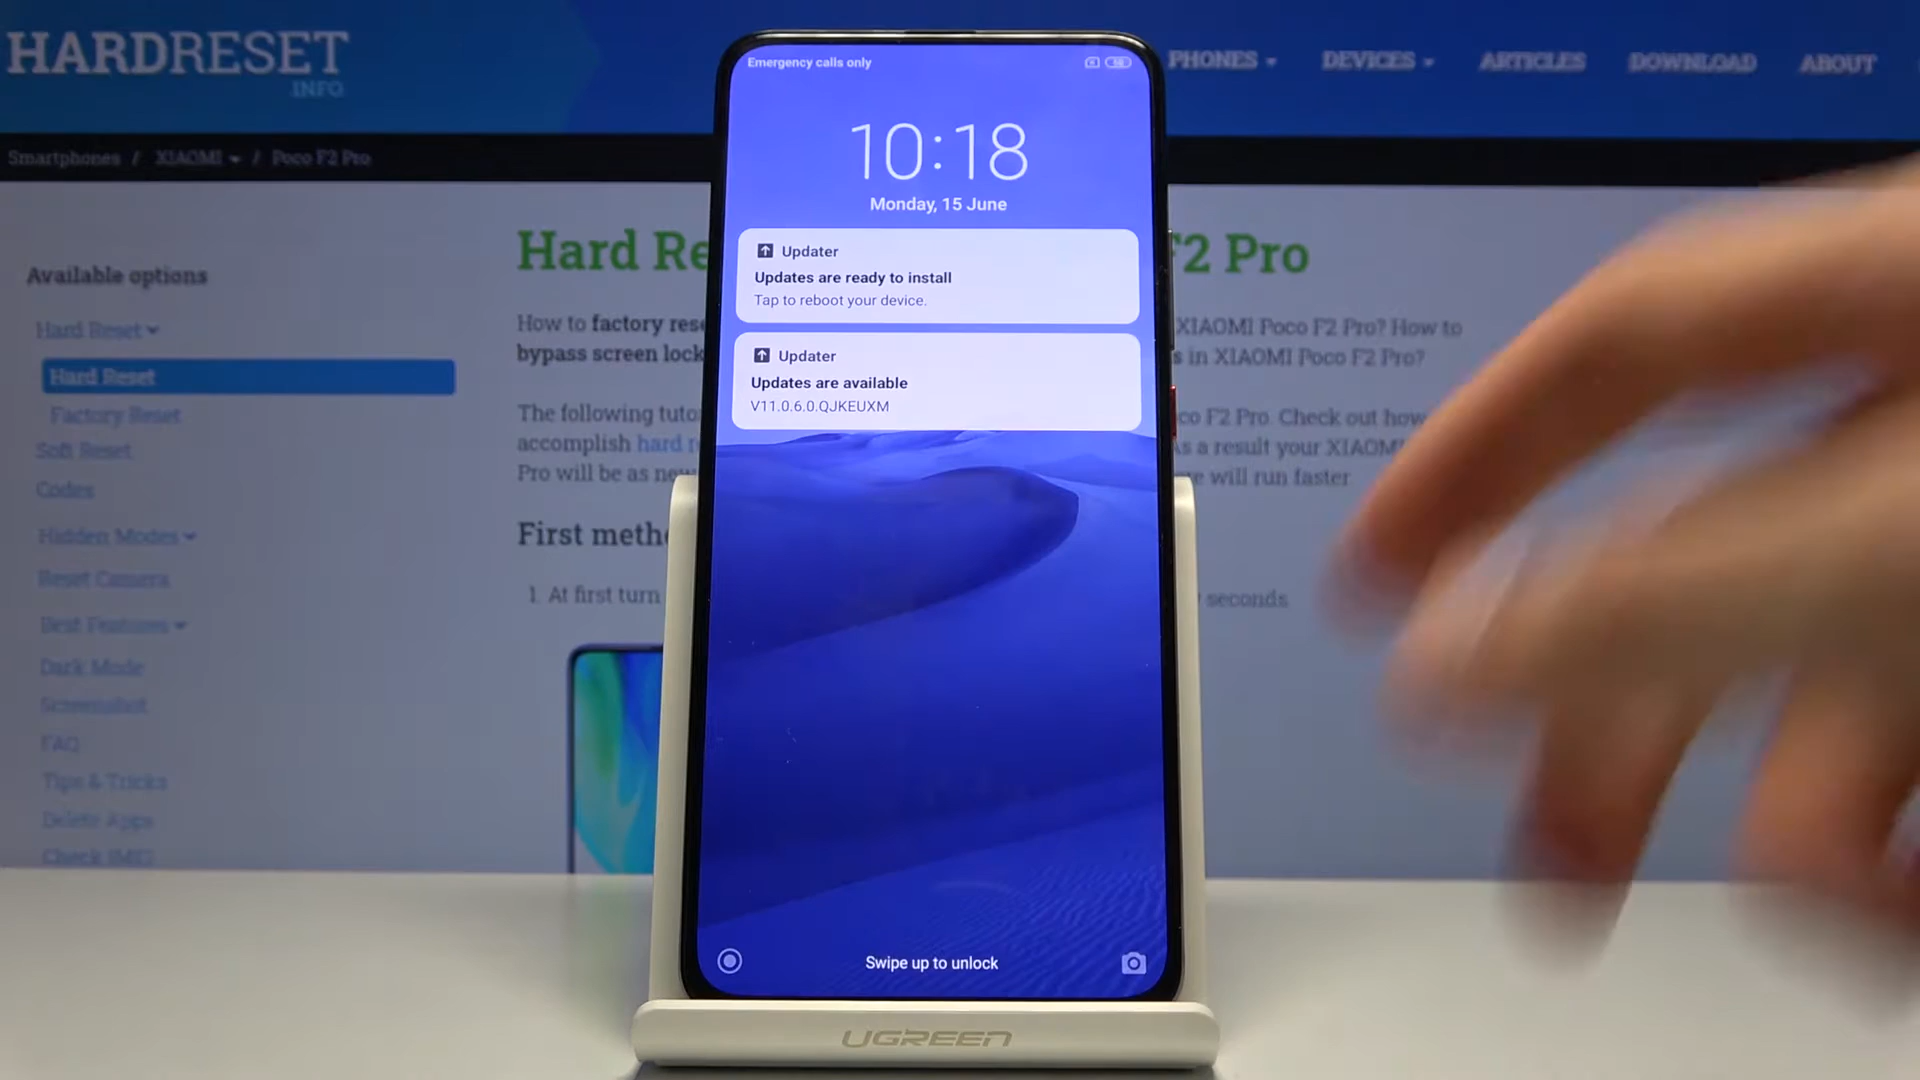 HARDRESET
INFO
PHONES
DEVICES
ARTICLES
DOWNLOAD
ABOUT
Smartphones / XIAOMI / Poco F2 Pro
Available options
Hard Reset
Hard Reset
Factory Reset
Soft Reset
Codes
Hidden Modes
Reset Camera
Best Features
Dark Mode
Screenshot
FAQ
Tips & Tricks
Delete Apps
Check IMEI
Hard Re
F2 Pro
How to factory rese
XIAOMI Poco F2 Pro? How to
bypass screen lock
s in XIAOMI Poco F2 Pro?
The following tuto
co F2 Pro. Check out how
accomplish hard r
As a result your XIAOMI
Pro will be as new
re will run faster
First metho
1. At first turn
seconds.
Emergency calls only
10:18
Monday, 15 June
Updater
Updates are ready to install
Tap to reboot your device.
Updater
Updates are available
V11.0.6.0.QJKEUXM
Swipe up to unlock
UGREEN